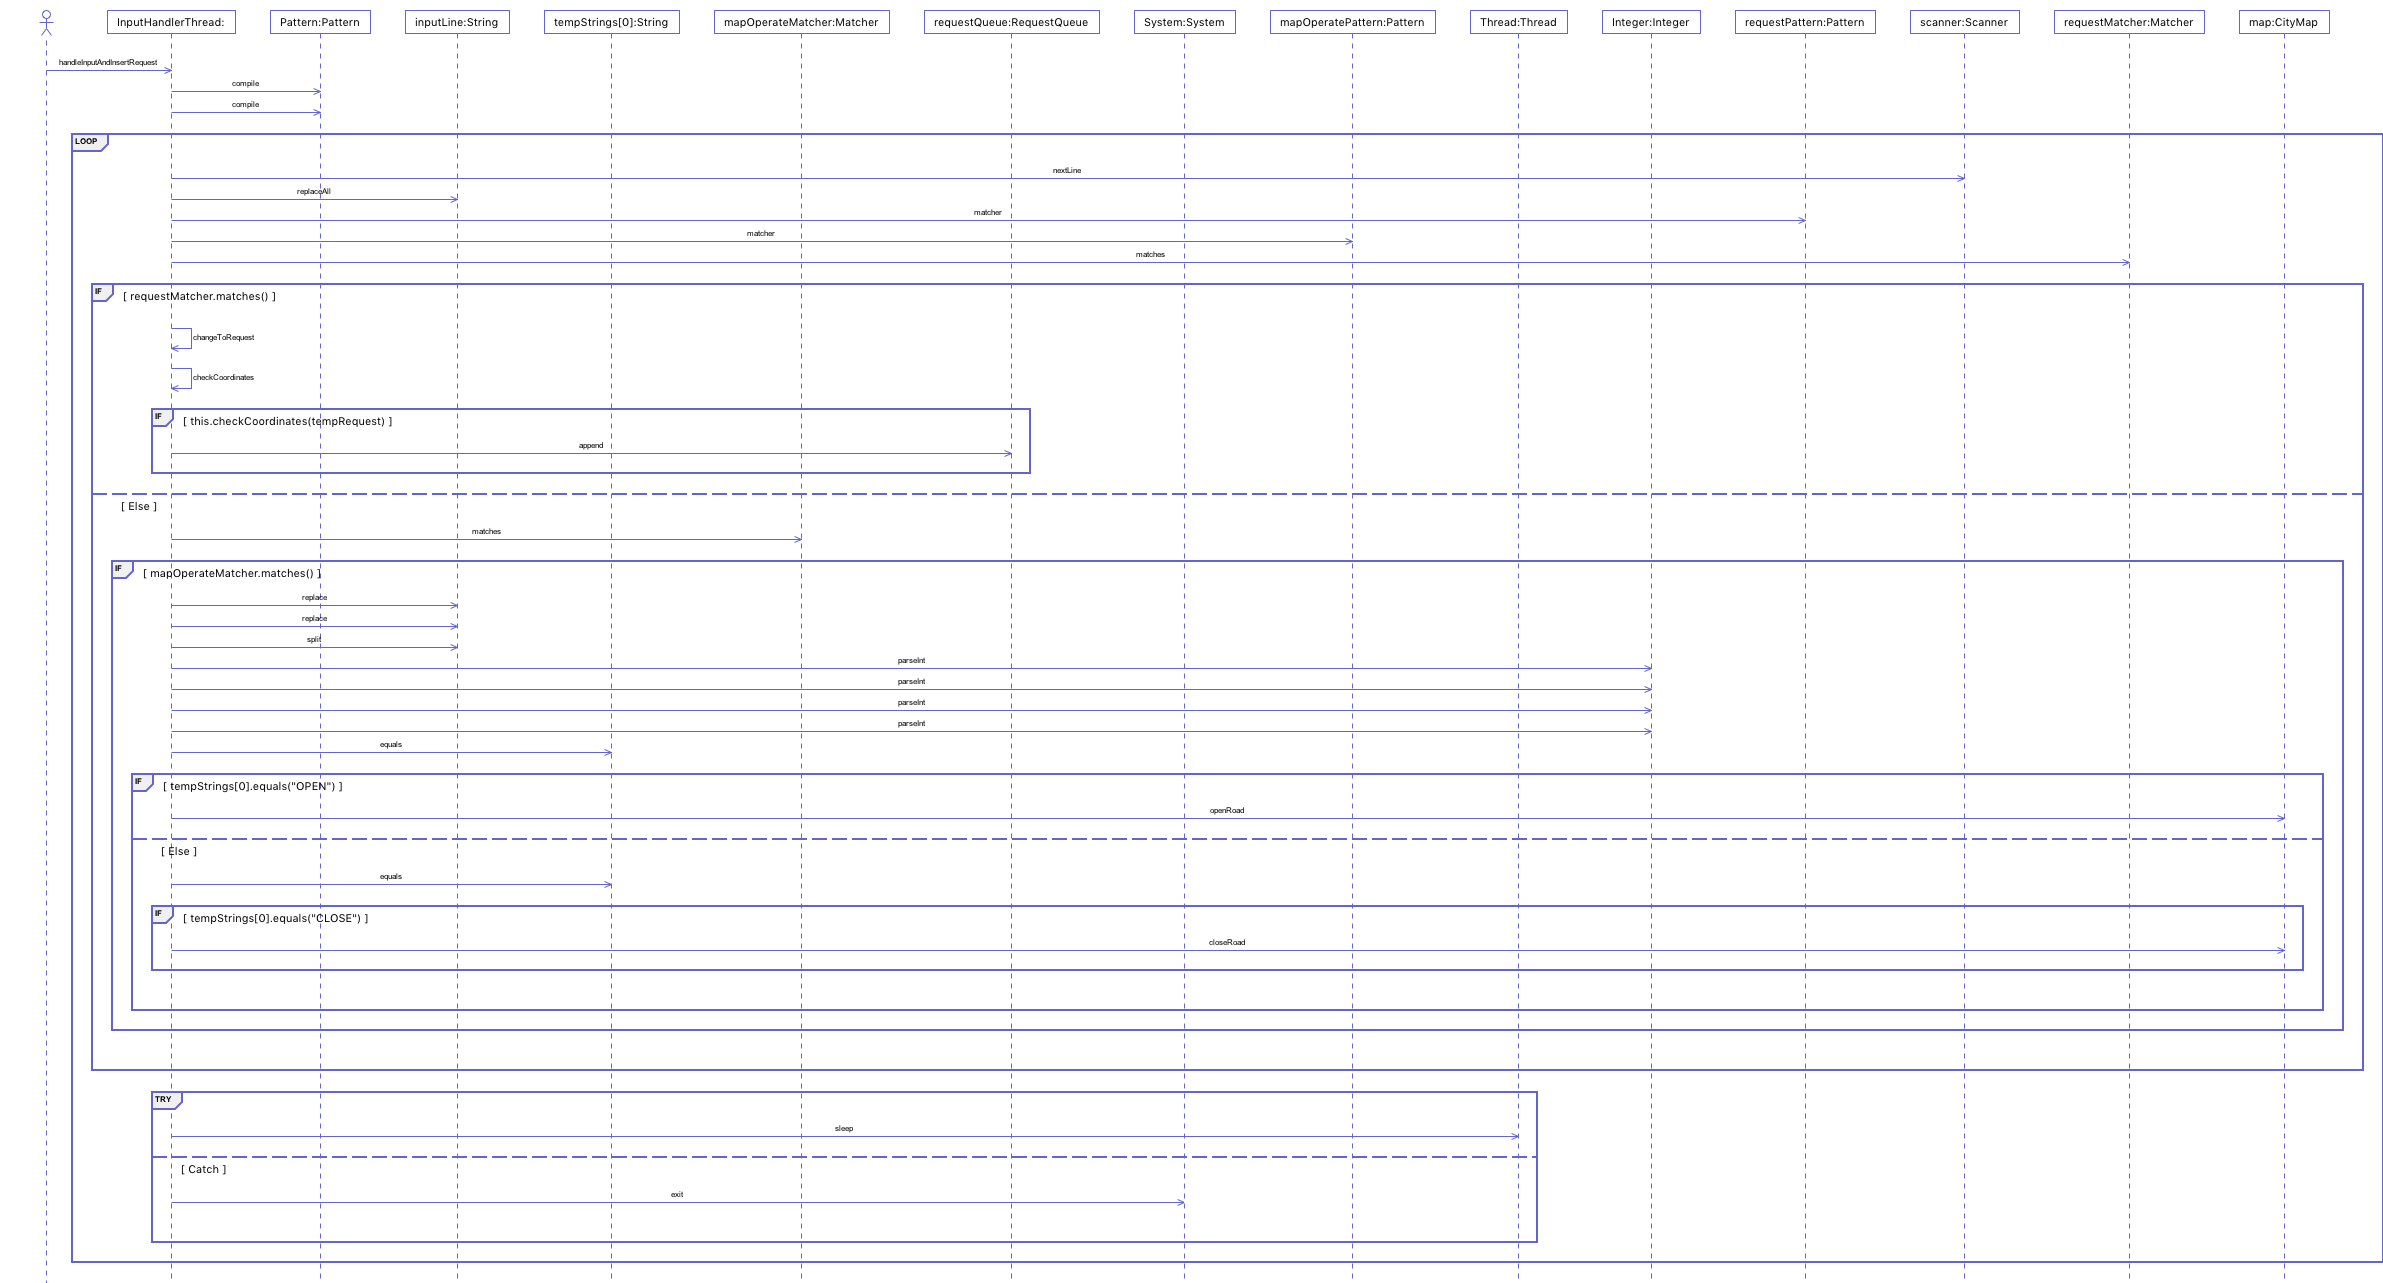 InputHandlerThread:
Pattern:Pattern
inputLine:String
tempStrings[0]:String
mapOperateMatcher:Matcher
requestQueue:RequestQueue
System:System
mapOperatePattern:Pattern
Thread:Thread
Integer:Integer
requestPattern:Pattern
scanner:Scanner
requestMatcher:Matcher
map:CityMap
handleInputAndInsertRequest
compile
compile
LOOP
nextLine
replaceAll
matcher
matcher
matches
IF
[ requestMatcher.matches() ]
changeToRequest
checkCoordinates
IF
[ this.checkCoordinates(tempRequest) ]
append
[ Else ]
matches
IF
[ mapOperateMatcher.matches() ]
replace
replace
split
parseInt
parseInt
parseInt
parseInt
equals
IF
[ tempStrings[0].equals("OPEN") ]
openRoad
[ Else ]
equals
IF
[ tempStrings[0].equals("CLOSE") ]
closeRoad
TRY
sleep
[ Catch ]
exit